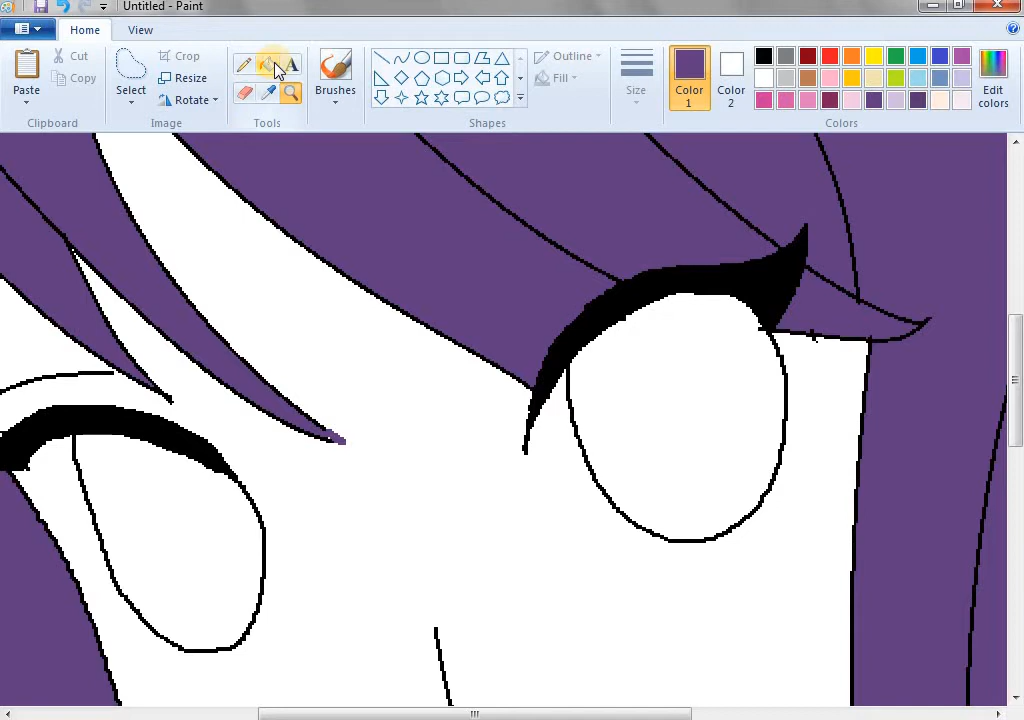 Untitled - Paint
Home
View
Paste
Cut
Copy
Clipboard
Select
Crop
Resize
Rotate
Image
A
Tools
Brushes
Outline
Fill
Shapes
Size
Color 1
Color 2
Edit colors
Colors